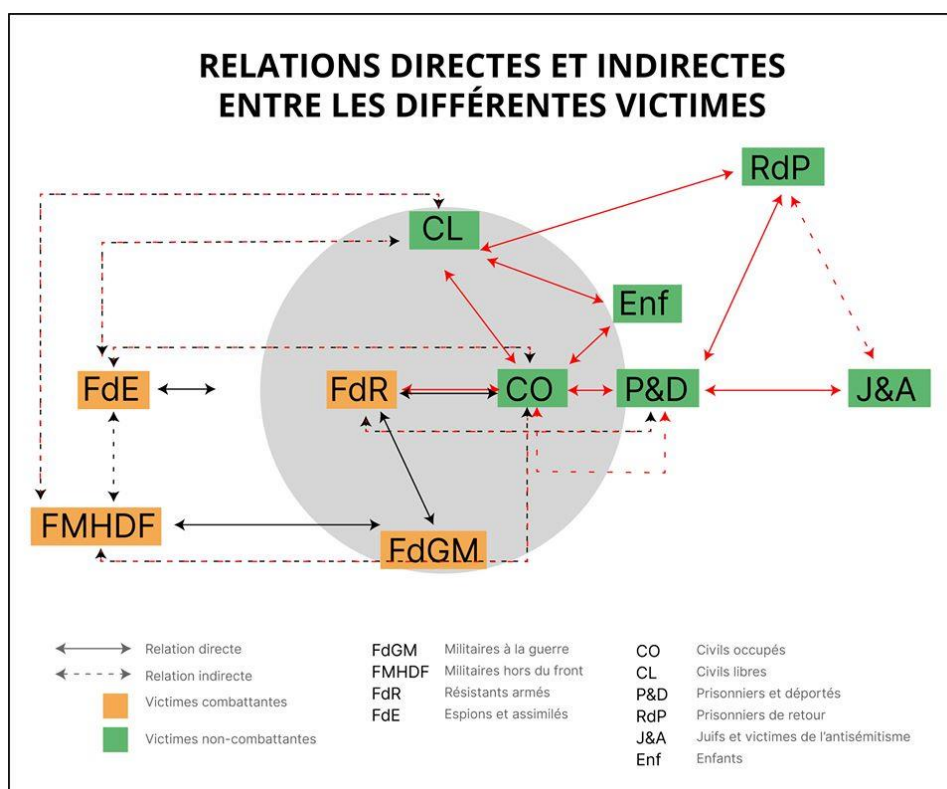 RELATIONS DIRECTES ET INDIRECTES
ENTRE LES DIFFÉRENTES VICTIMES
RdP
CL
Enf
FdE
FdR
CO
P&D
J&A
FMHDF
FdGM
Relation directe
Relation indirecte
Victimes combattantes
Victimes non-combattantes
FdGM Militaires à la guerre
FMHDF Militaires hors du front
FdR Résistants armés
FdE Espions et assimilés
CO Civils occupés
CL Civils libres
P&D Prisonniers et déportés
RdP Prisonniers de retour
J&A Juifs et victimes de l'antisémitisme
Enf Enfants